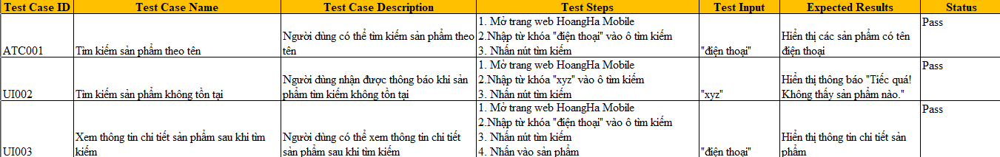 Test Case ID Test Case Name Test Case Description Test Steps Test Input Expected Results Status
ATC001
Tìm kiếm sản phẩm theo tên
Người dùng có thể tìm kiếm sản phẩm theo
tên
1. Mở trang web HoangHa Mobile
2.Nhập từ khóa "điện thoại" vào ô tìm kiếm
3. Nhấn nút tìm kiếm
"điện thoại"
Hiển thị các sản phẩm có tên
điện thoại
Pass
UI002
Tìm kiếm sản phẩm không tồn tại
Người dùng nhận được thông báo khi sản
phẩm tìm kiếm không tồn tại
1. Mở trang web HoangHa Mobile
2.Nhập từ khóa "xyz" vào ô tìm kiếm
3. Nhấn nút tìm kiếm
"xyz"
Hiển thị thông báo "Tiếc quá!
Không thấy sản phẩm nào."
Pass
UI003
Xem thông tin chi tiết sản phẩm sau khi tìm
kiếm
Người dùng có thể xem thông tin chi tiết
sản phẩm sau khi tìm kiếm
1. Mở trang web HoangHa Mobile
2.Nhập từ khóa "điện thoại" vào ô tìm kiếm
3. Nhấn nút tìm kiếm
4. Nhấn vào sản phẩm
"điện thoại"
Hiển thị thông tin chi tiết sản
phẩm
Pass